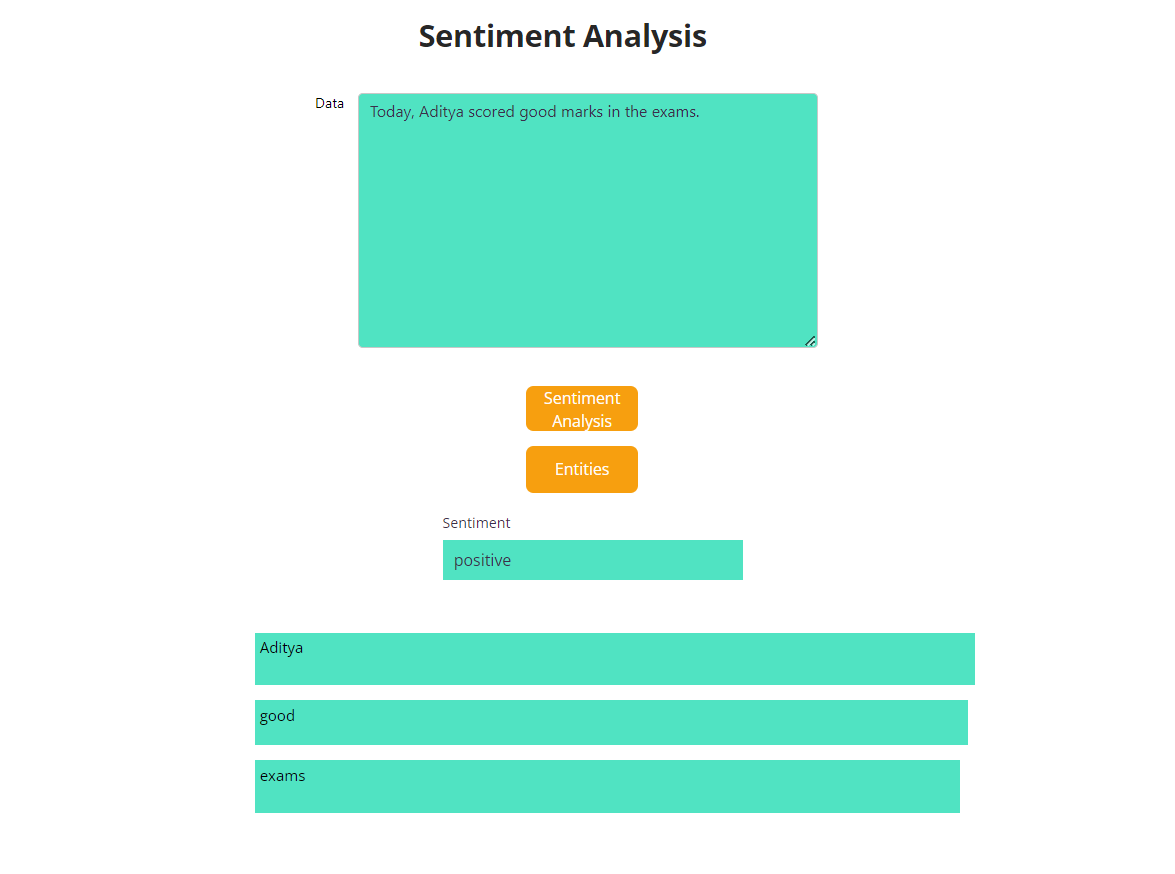 Sentiment Analysis
Data
Today, Aditya scored good marks in the exams.
Sentiment
Analysis
Entities
Sentiment
positive
Aditya
good
exams